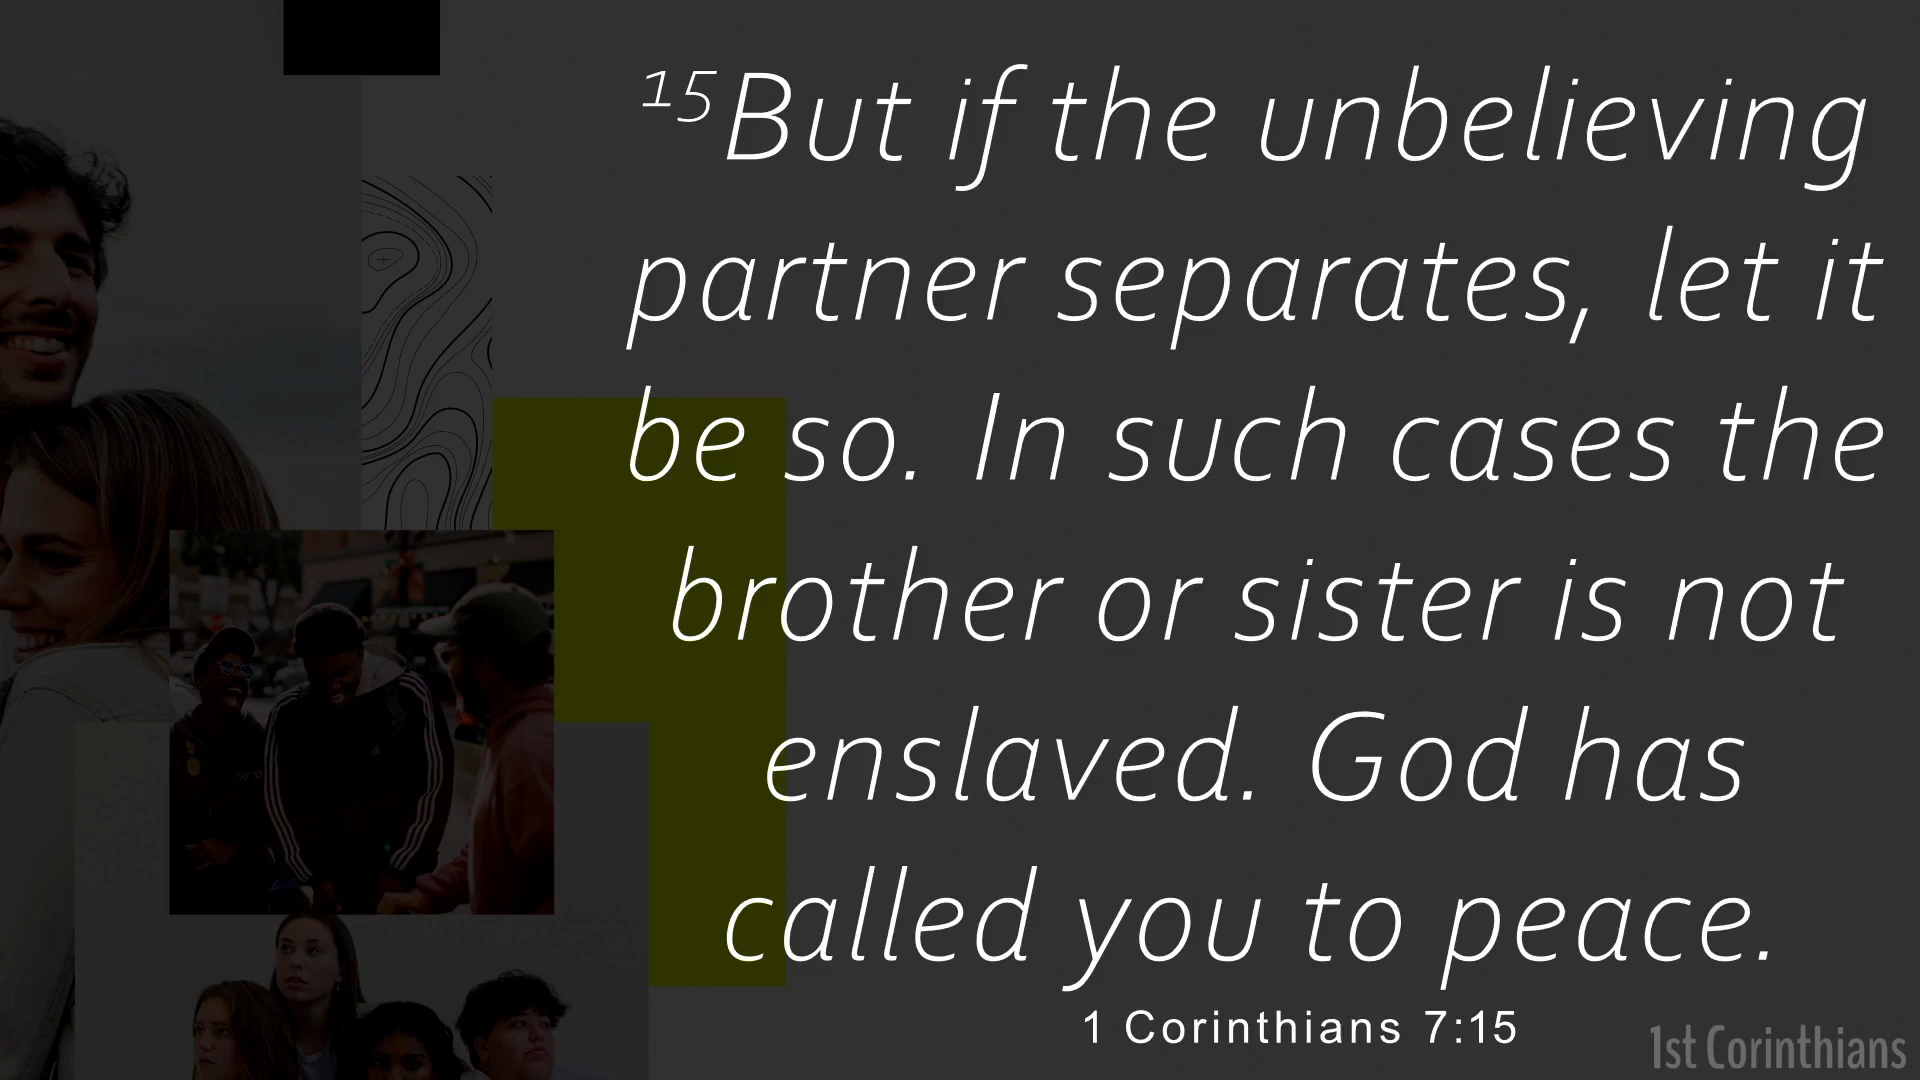 15But if the unbelieving
partner separates, let it
be so. In such cases the
brother or sister is not
enslaved. God has
called you to peace.
1 Corinthians 7:15
1st Corinthians